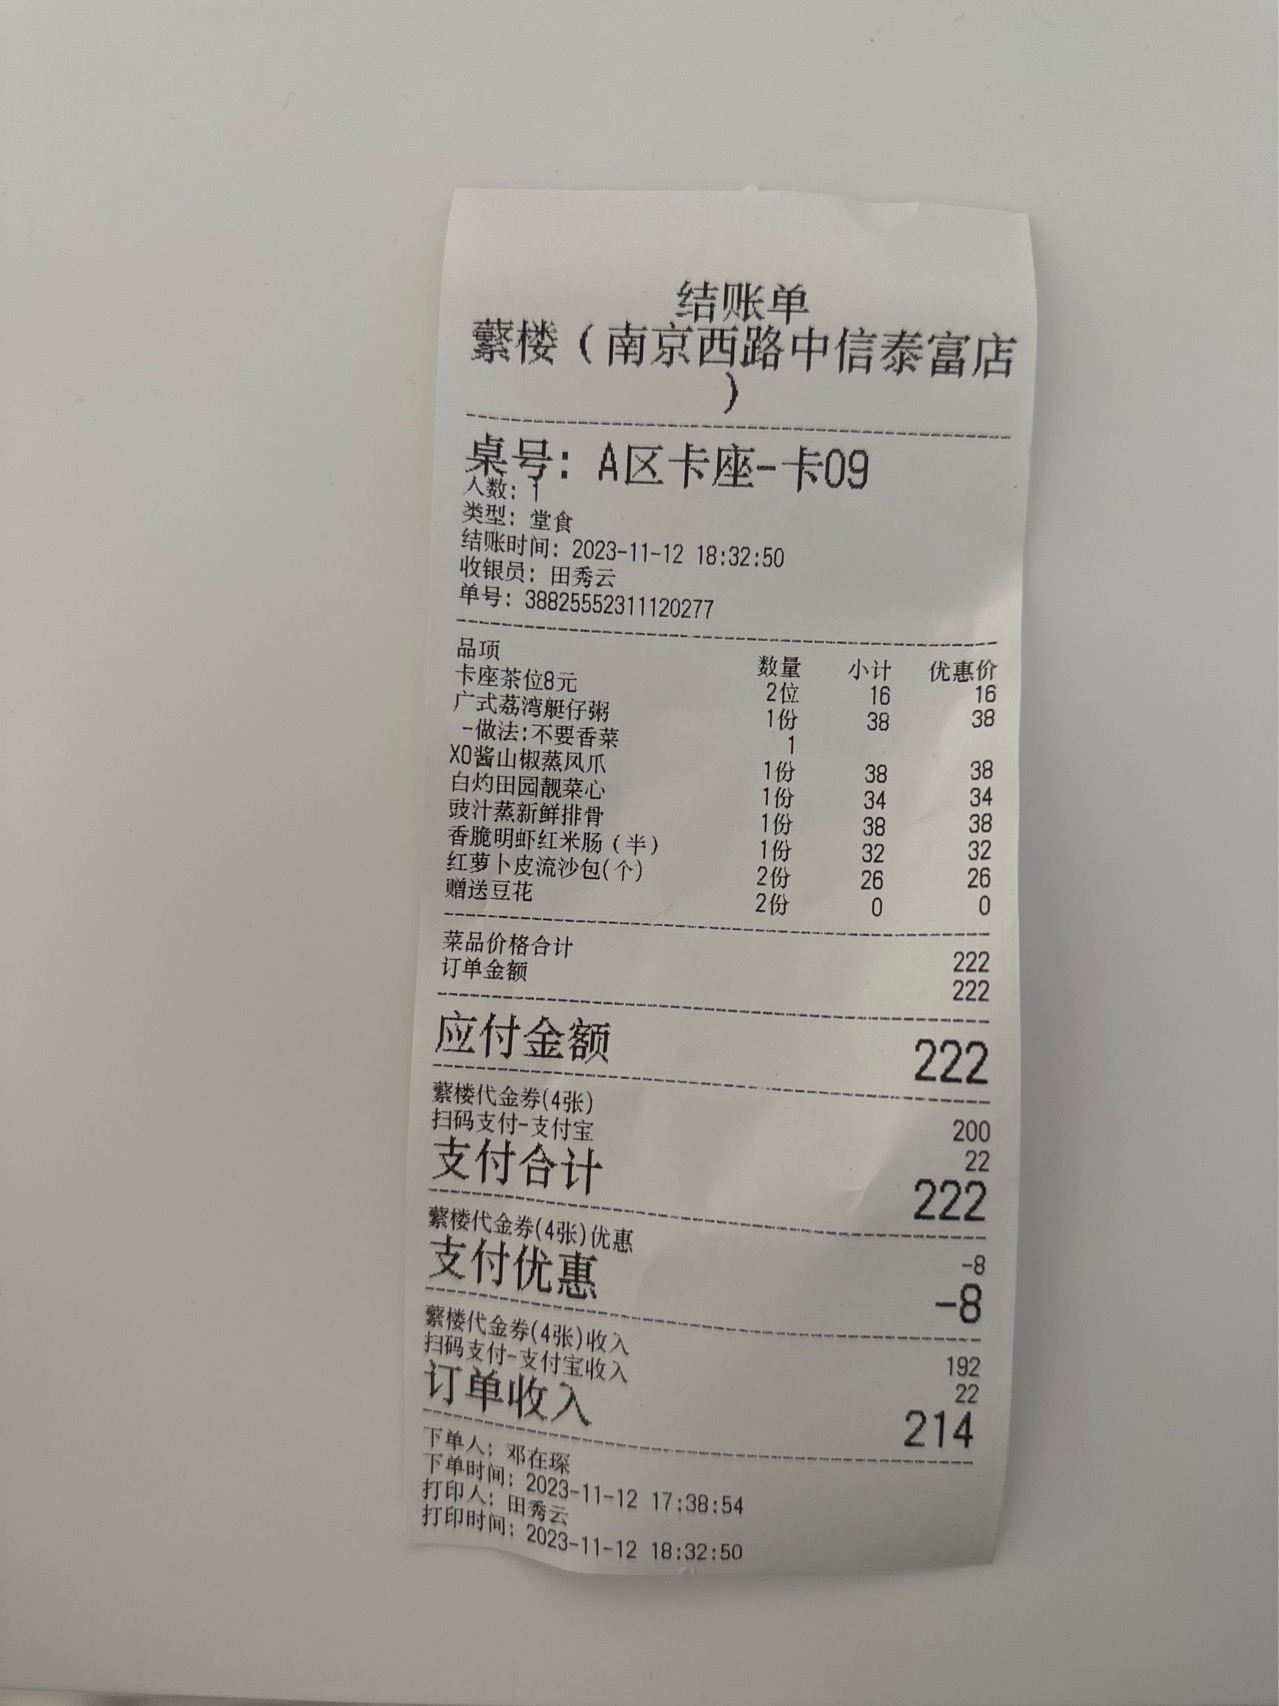 结账单
蘩楼（南京西路中信泰富店
）
桌号：A区卡座-卡09
人数：1
类型：堂食
结账时间：2023-11-12 18:32:50
收银员：田秀云
单号：38825552311120277
品项 数量 小计 优惠价
卡座茶位8元 2位 16 16
广式荔湾艇仔粥 1份 38 38
-做法:不要香菜 1
XO酱山椒蒸凤爪 1份 38 38
白灼田园靓菜心 1份 34 34
豉汁蒸新鲜排骨 1份 38 38
香脆明虾红米肠（半） 1份 32 32
红萝卜皮流沙包(个) 2份 26 26
赠送豆花 2份 0 0
菜品价格合计 222
订单金额 222
应付金额 222
蘩楼代金券(4张) 200
扫码支付-支付宝 22
支付合计 222
蘩楼代金券(4张)优惠 -8
支付优惠 -8
蘩楼代金券(4张)收入 192
扫码支付-支付宝收入 22
订单收入 214
下单人：邓在琛
下单时间：2023-11-12 17:38:54
打印人：田秀云
打印时间：2023-11-12 18:32:50